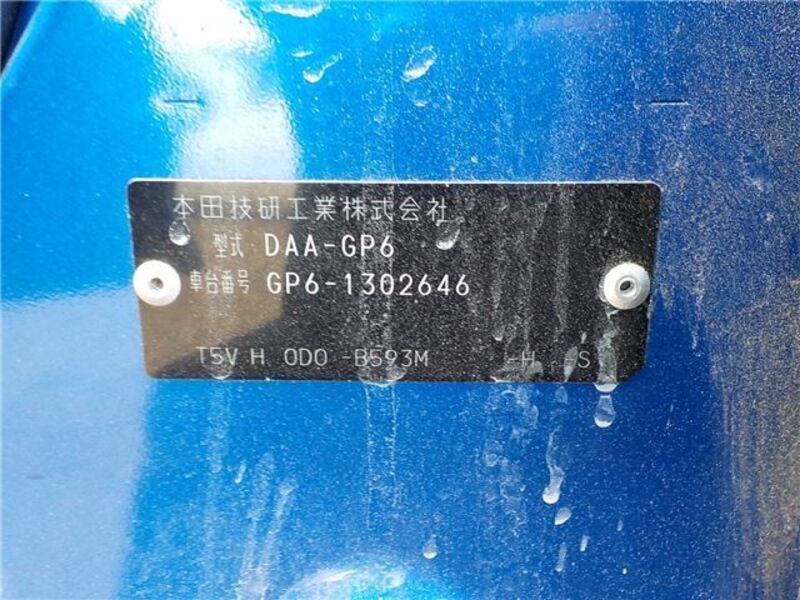 本田技研工業株式会社
型式 DAA-GP6
車台番号 GP6-1302646
T5V H 0D0 -B593M -H -S